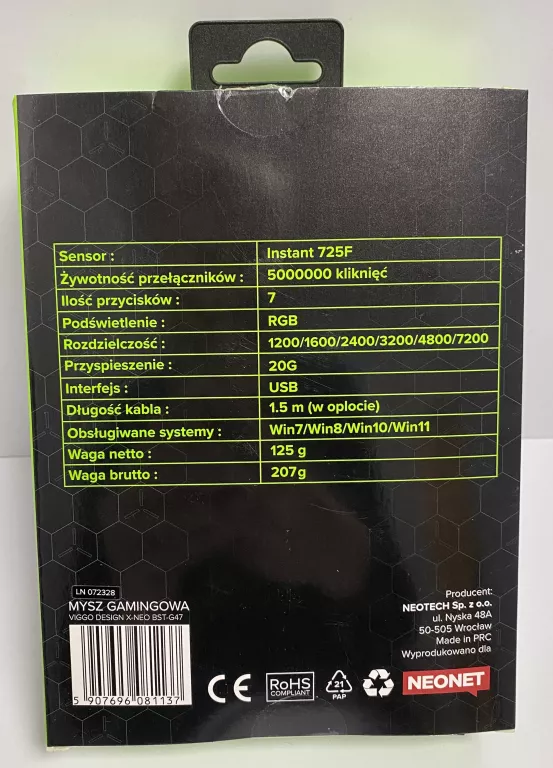 Sensor : Instant 725F
Żywotność przełączników : 5000000 kliknięć
Ilość przycisków : 7
Podświetlenie : RGB
Rozdzielczość : 1200/1600/2400/3200/4800/7200
Przyspieszenie : 20G
Interfejs : USB
Długość kabla : 1.5 m (w oplocie)
Obsługiwane systemy : Win7/Win8/Win10/Win11
Waga netto : 125 g
Waga brutto : 207g
LN 072328
MYSZ GAMINGOWA
VIGGO DESIGN X-NEO BST-G47
5 907696 081137
CE
RoHS
COMPLIANT
21
PAP
Producent:
NEOTECH Sp. z o.o.
ul. Nyska 48A
50-505 Wrocław
Made in PRC
Wyprodukowano dla
NEONET